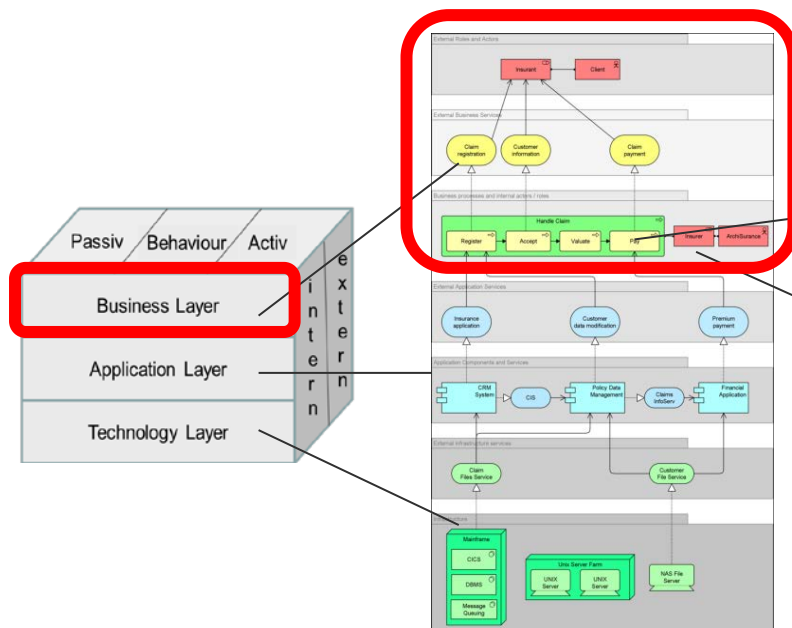 Passiv
Behaviour
Activ
Business Layer
Application Layer
Technology Layer
intern
extern
External Roles and Actors
Insurant
Client
External Business Services
Claim
registration
Customer
information
Claim
payment
Business processes and internal actors / roles
Handle Claim
Register
Accept
Valuate
Pay
Insurer
ArchiSurance
External Application Services
Insurance
application
Customer
data modification
Premium
payment
Application Components and Services
CRM
System
CIS
Policy Data
Management
Claims
InfoServ
Financial
Application
External Infrastructure services
Claim
Files Service
Customer
File Service
Infrastructure
Mainframe
CICS
DBMS
Message
Queuing
Unix Server Farm
UNIX
Server
UNIX
Server
NAS File
Server